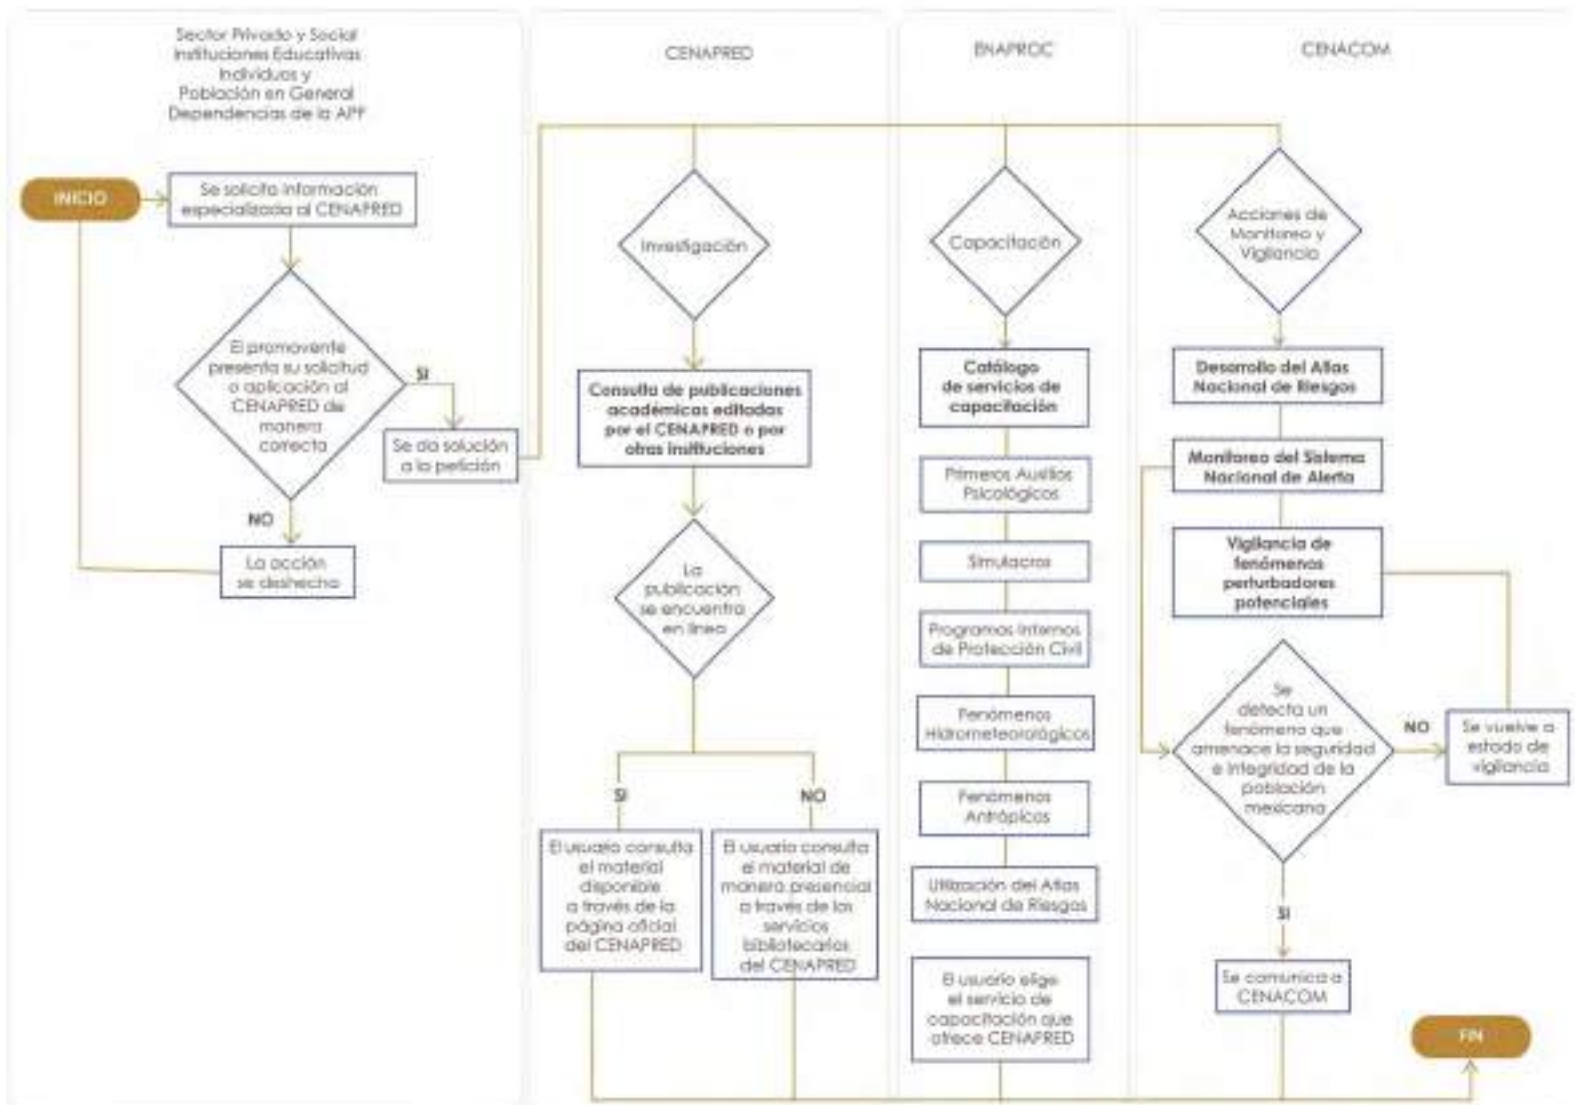 Sector Privado y Social
Instituciones Educativas
Individuos y
Población en General
Dependencias de la APF
CENAPRED
ENAPROC
CENACOM
INICIO
Se solicita información
especializada al CENAPRED
El promovente
presenta su solicitud
o aplicación al
CENAPRED de
manera
correcta
SI
Se da solución
a la petición
NO
La acción
se deshecha
Investigación
Consulta de publicaciones
académicas editadas
por el CENAPRED o por
otras instituciones
La
publicación
se encuentra
en línea
SI
NO
El usuario consulta
el material
disponible
a través de la
página oficial
del CENAPRED
El usuario consulta
el material de
manera presencial
a través de los
servicios
bibliotecarios
del CENAPRED
Capacitación
Catálogo
de servicios de
capacitación
Primeros Auxilios
Psicológicos
Simulacros
Programas Internos
de Protección Civil
Fenómenos
Hidrometeorológicos
Fenómenos
Antrópicos
Utilización del Atlas
Nacional de Riesgos
El usuario elige
el servicio de
capacitación que
ofrece CENAPRED
Acciones de
Monitoreo y
Vigilancia
Desarrollo del Atlas
Nacional de Riesgos
Monitoreo del Sistema
Nacional de Alerta
Vigilancia de
fenómenos
perturbadores
potenciales
Se
detecta un
fenómeno que
amenace la seguridad
e integridad de la
población
mexicana
NO
Se vuelve a
estado de
vigilancia
SI
Se comunica a
CENACOM
FIN